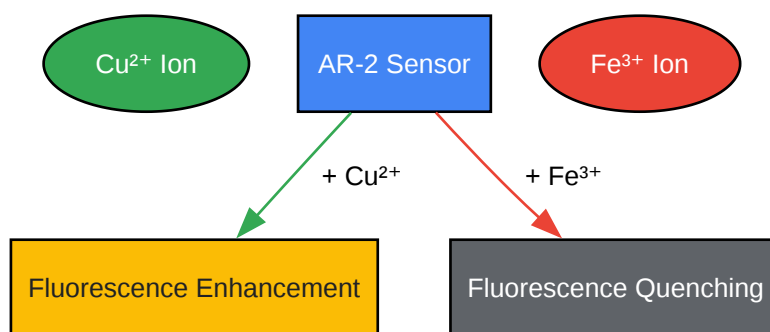 Cu²⁺ Ion
AR-2 Sensor
Fe³⁺ Ion
+ Cu²⁺
+ Fe³⁺
Fluorescence Enhancement
Fluorescence Quenching